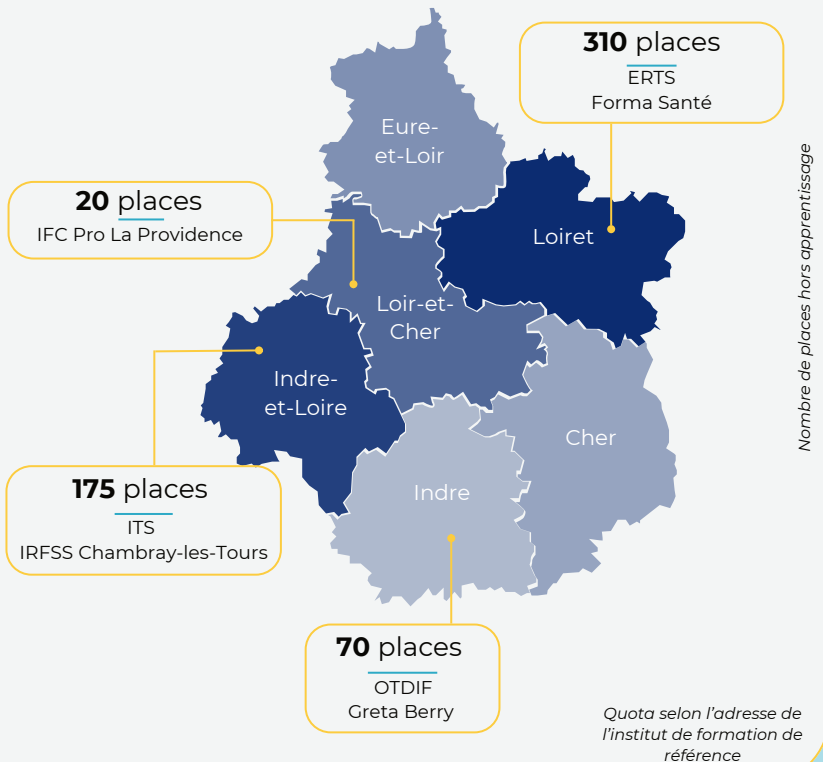 310 places
ERTS
Forma Santé
Eure-
et-Loir
20 places
IFC Pro La Providence
Loiret
Loir-et-
Cher
Indre-
et-Loire
Cher
Indre
175 places
ITS
IRFSS Chambray-les-Tours
70 places
OTDIF
Greta Berry
Nombre de places hors apprentissage
Quota selon l'adresse de
l'institut de formation de
référence